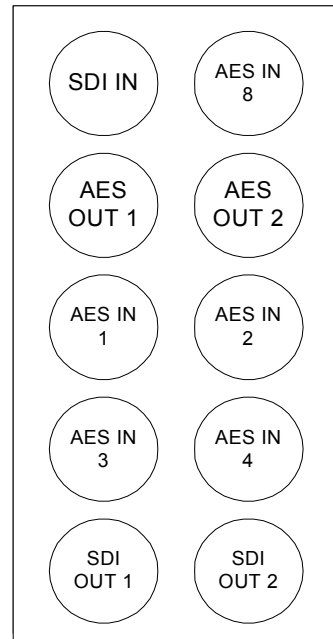 SDI IN
AES IN
8
AES
OUT 1
AES
OUT 2
AES IN
1
AES IN
2
AES IN
3
AES IN
4
SDI
OUT 1
SDI
OUT 2